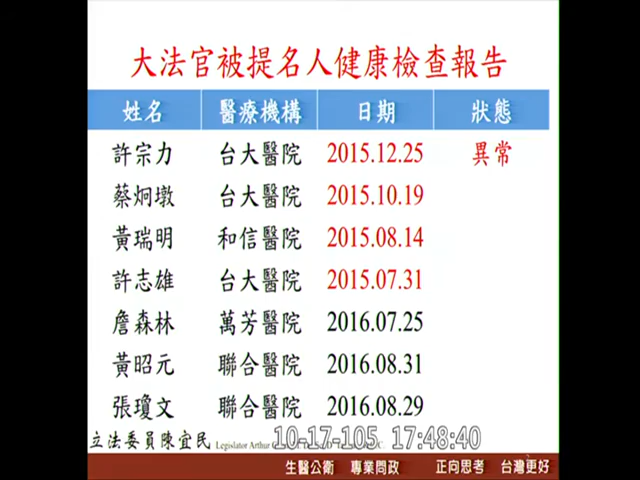 大法官被提名人健康檢查報告
姓名 醫療機構 日期 狀態
許宗力 台大醫院 2015.12.25 異常
蔡炯墩 台大醫院 2015.10.19
黃瑞明 和信醫院 2015.08.14
許志雄 台大醫院 2015.07.31
詹森林 萬芳醫院 2016.07.25
黃昭元 聯合醫院 2016.08.31
張瓊文 聯合醫院 2016.08.29
立法委員陳宜民 Legislator Arthur
10-17-105 17:48:40
生醫公衛 專業問政 正向思考 台灣更好